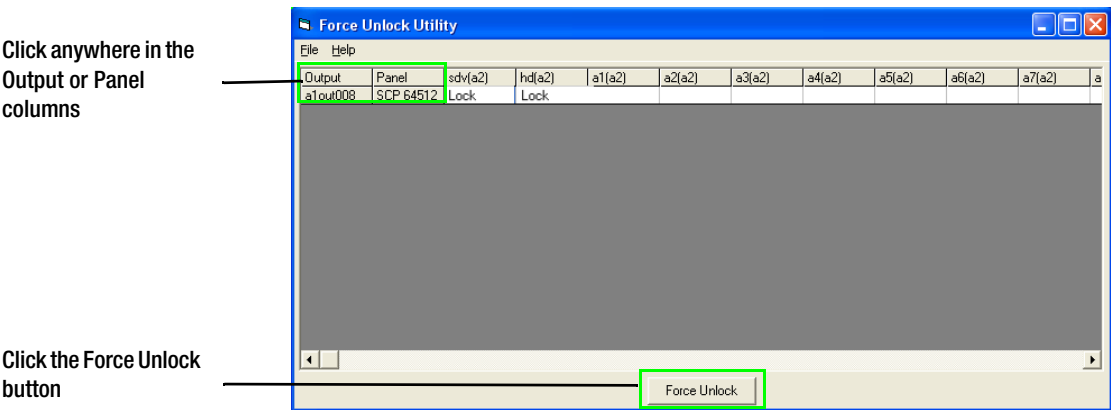 Force Unlock Utility
File Help
Click anywhere in the
Output or Panel
columns
Output Panel sdv(a2) hd(a2) a1(a2) a2(a2) a3(a2) a4(a2) a5(a2) a6(a2) a7(a2) a
a1out008 SCP 64512 Lock Lock
Click the Force Unlock
button
Force Unlock